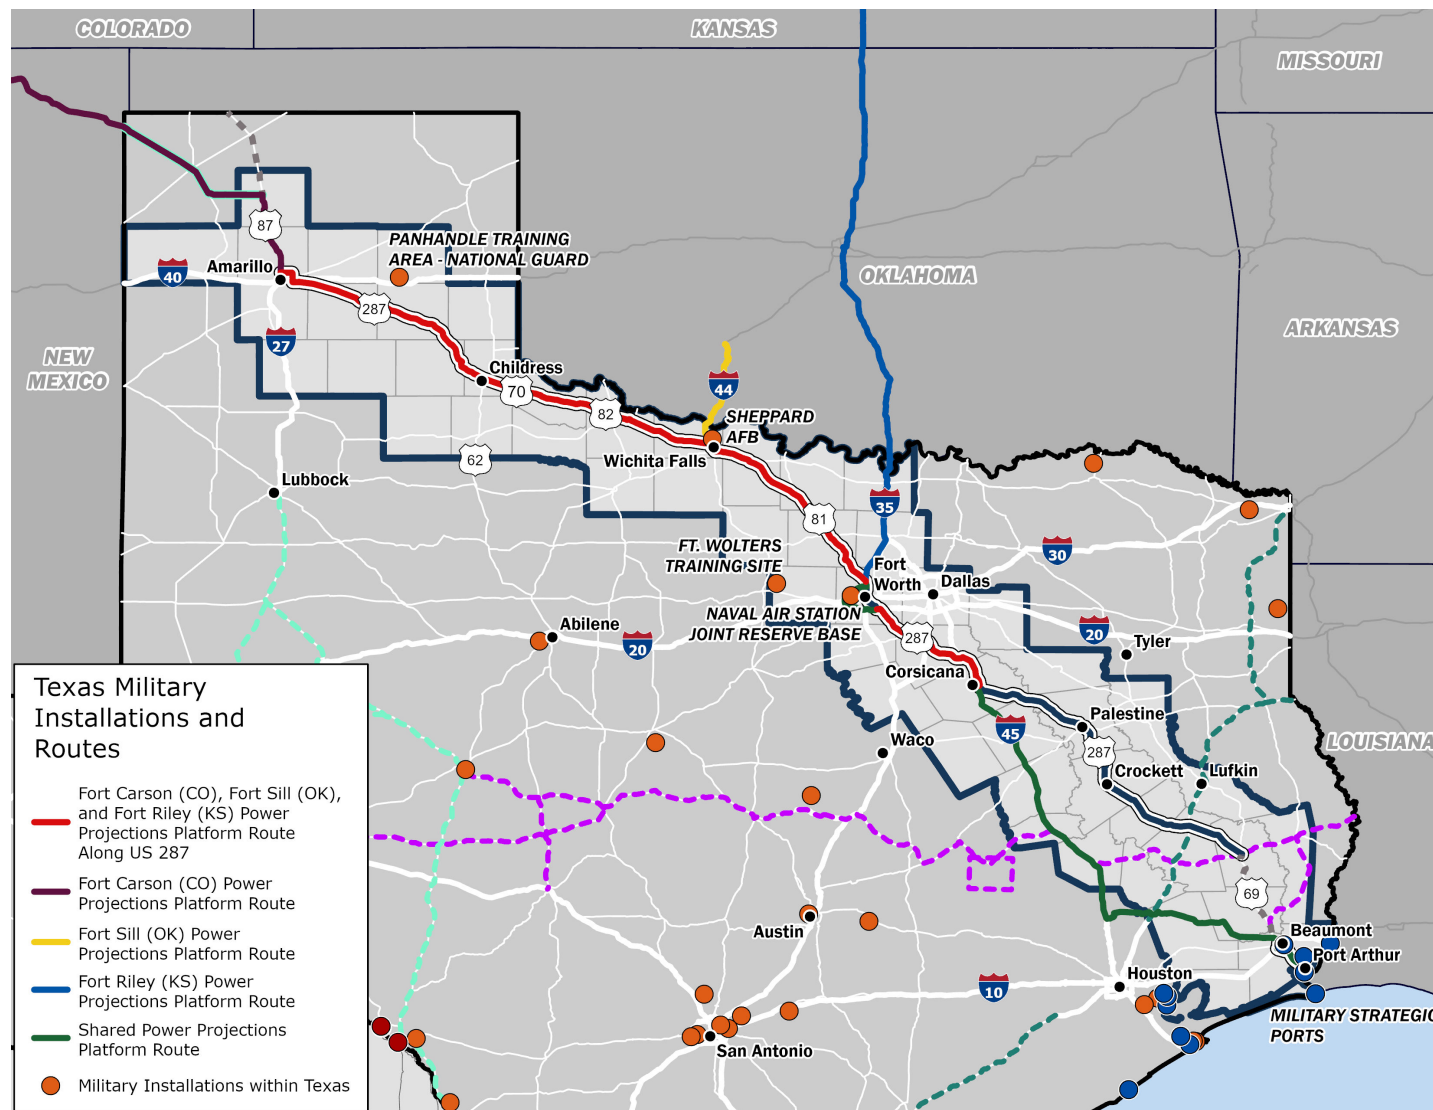 COLORADO
KANSAS
MISSOURI
87
PANHANDLE TRAINING
AREA - NATIONAL GUARD
Amarillo
40
OKLAHOMA
287
27
ARKANSAS
NEW
MEXICO
Childress
70
44
82
SHEPPARD
AFB
62
Wichita Falls
Lubbock
35
81
FT. WOLTERS
TRAINING SITE
30
Fort
Worth
Dallas
NAVAL AIR STATION
JOINT RESERVE BASE
Abilene
20
287
20
Tyler
LOUISIANA
Corsicana
Texas Military
Installations and
Routes
Palestine
45
Waco
287
Crockett
Lufkin
Fort Carson (CO), Fort Sill (OK),
and Fort Riley (KS) Power
Projections Platform Route
Along US 287
Fort Carson (CO) Power
Projections Platform Route
69
Fort Sill (OK) Power
Projections Platform Route
Austin
Beaumont
Port Arthur
Fort Riley (KS) Power
Projections Platform Route
Houston
10
MILITARY STRATEGIC
PORTS
Shared Power Projections
Platform Route
San Antonio
Military Installations within Texas